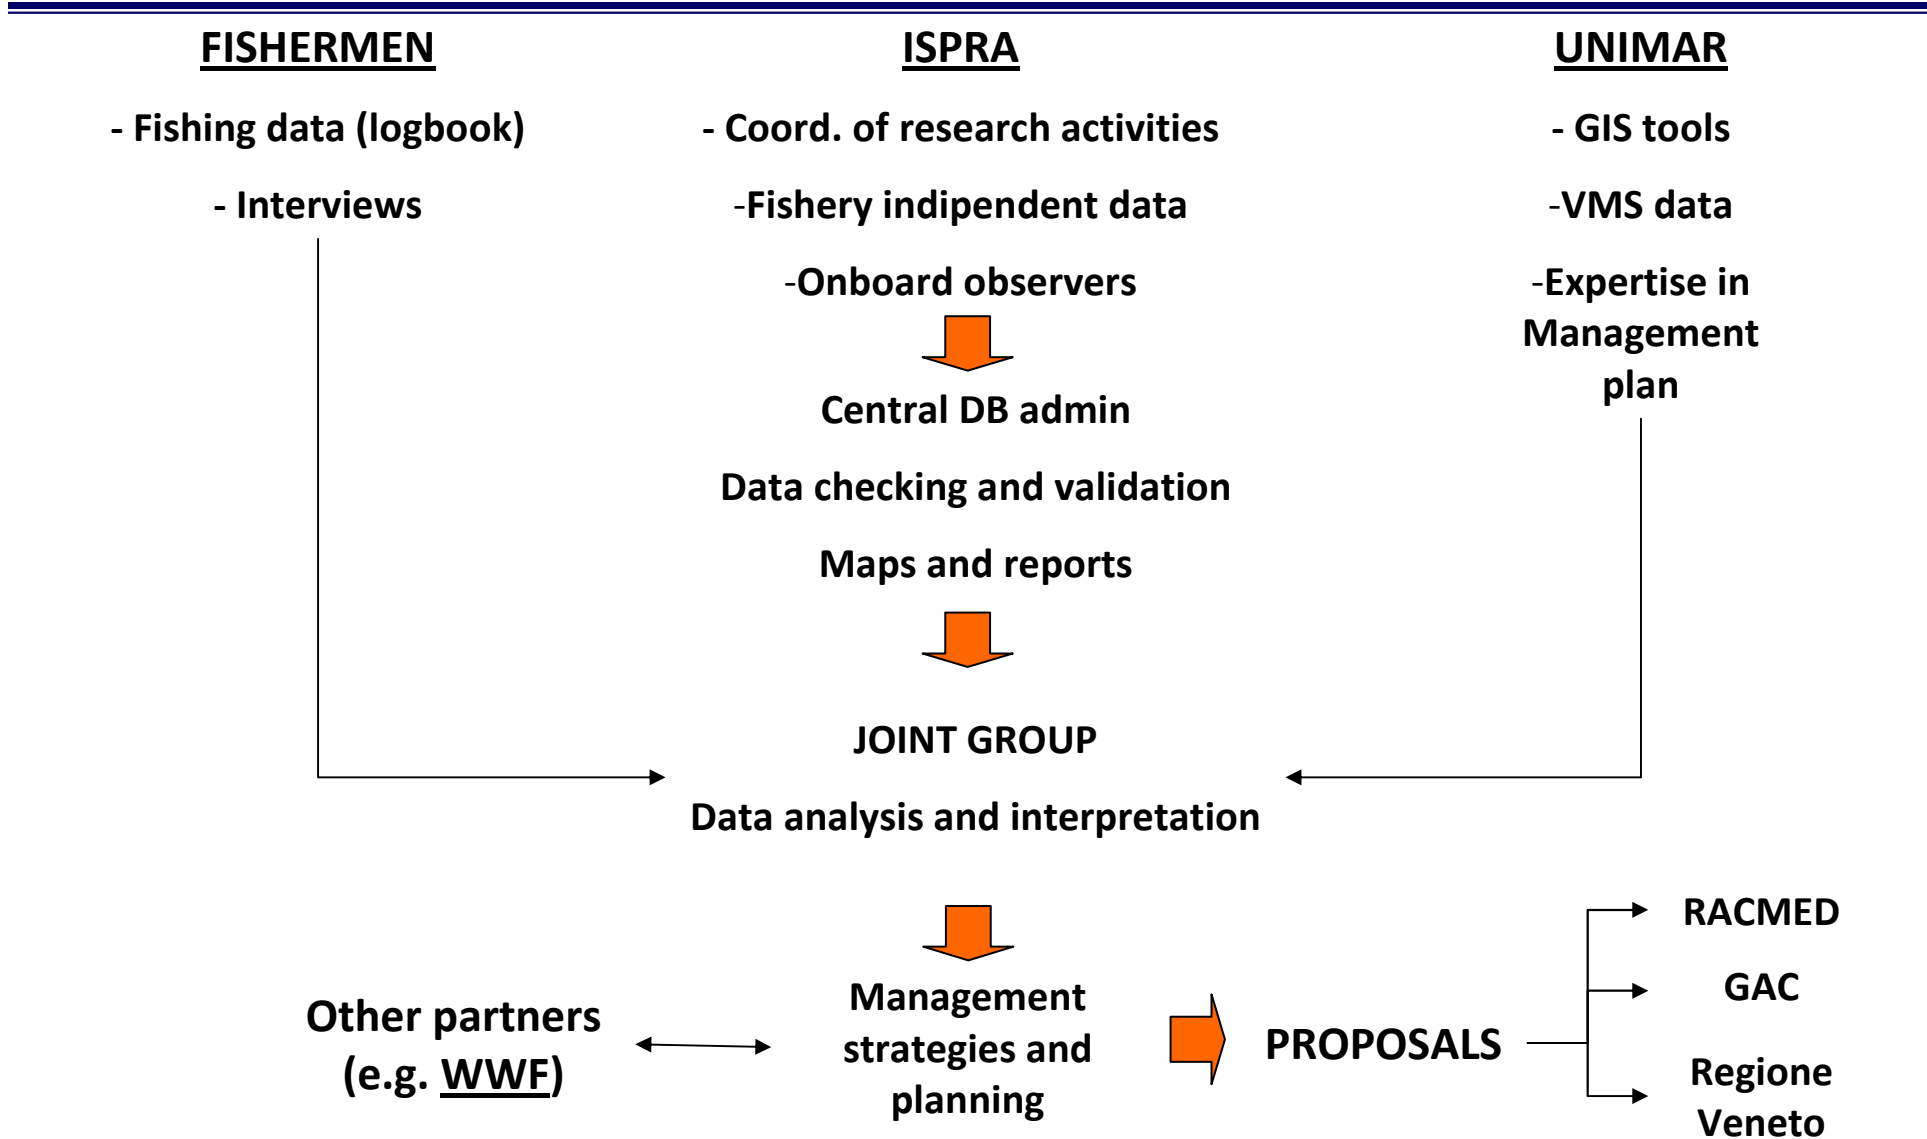 FISHERMEN
- Fishing data (logbook)
- Interviews
ISPRA
- Coord. of research activities
-Fishery indipendent data
-Onboard observers
Central DB admin
Data checking and validation
Maps and reports
UNIMAR
- GIS tools
-VMS data
-Expertise in
Management
plan
JOINT GROUP
Data analysis and interpretation
Other partners
(e.g. WWF)
Management
strategies and
planning
PROPOSALS
RACMED
GAC
Regione
Veneto